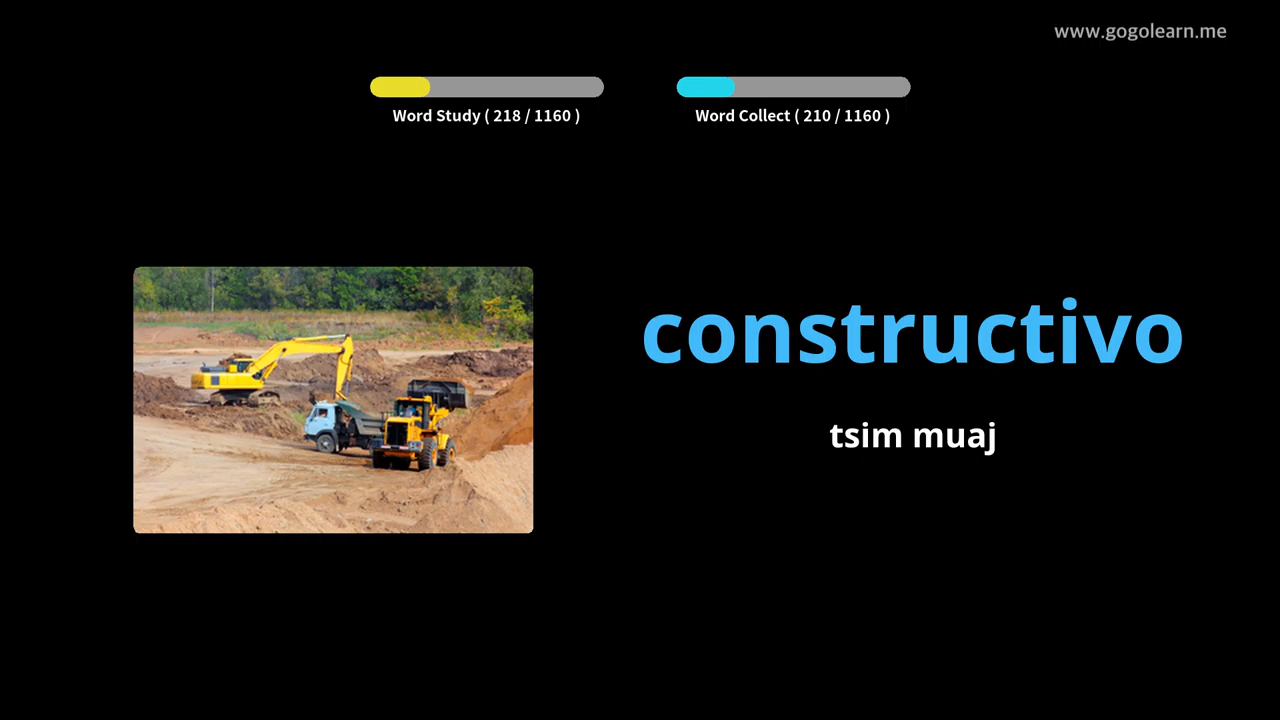 www.gogolearn.me
Word Study ( 218 / 1160 )
Word Collect ( 210 / 1160 )
constructivo
tsim muaj